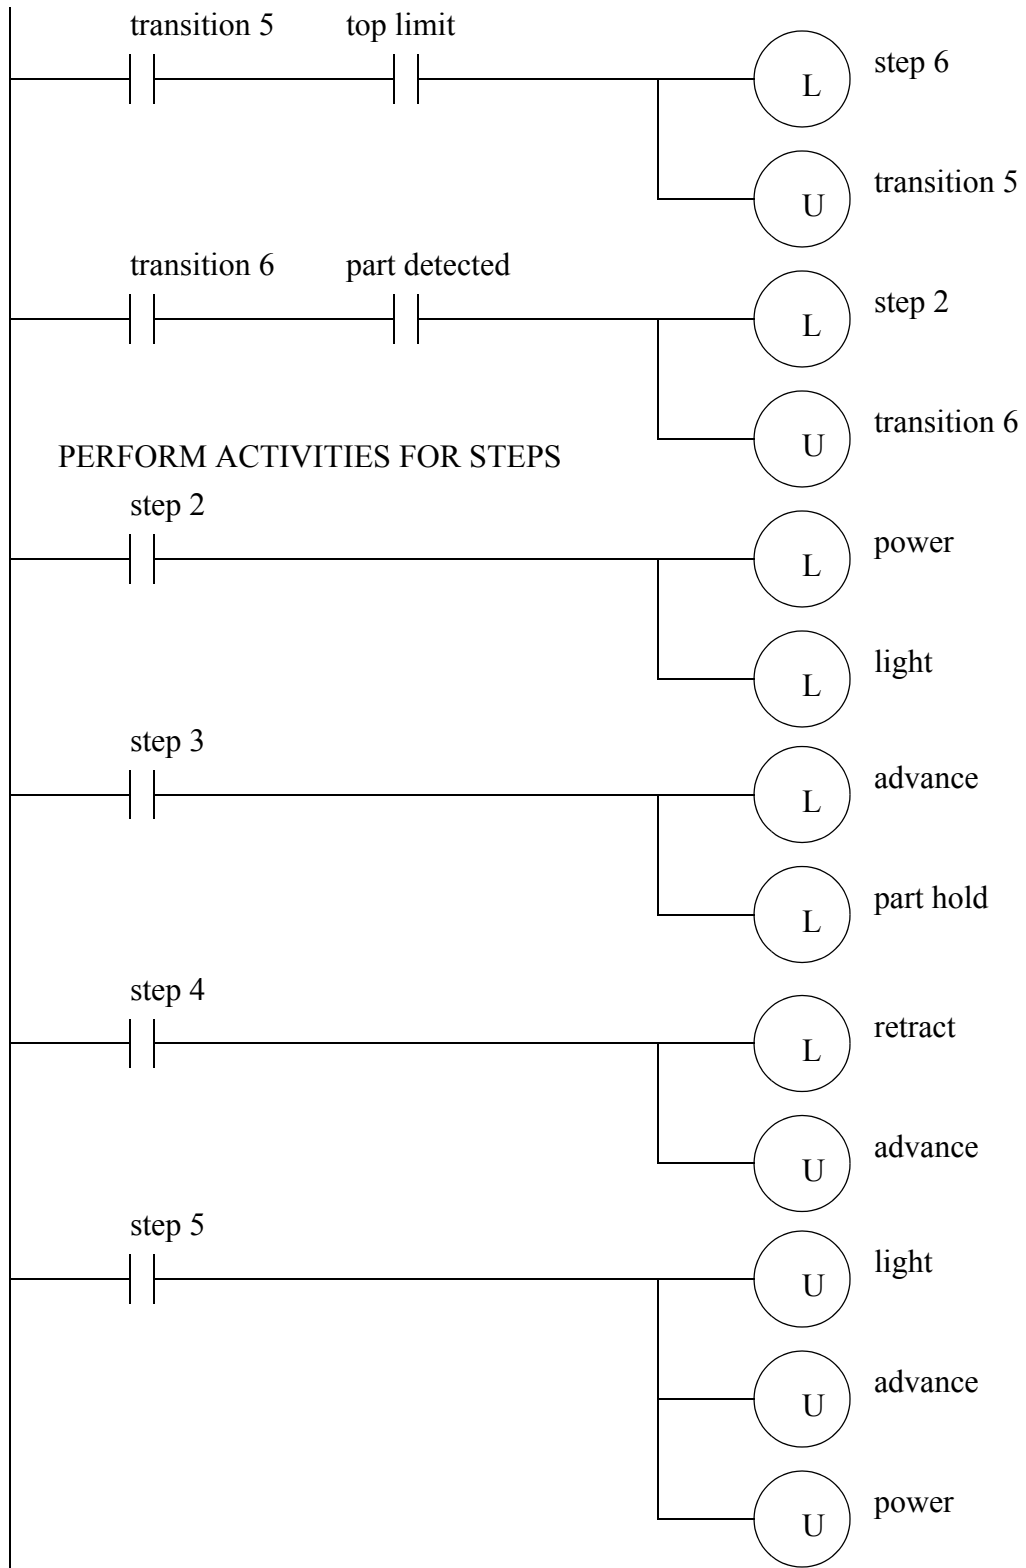 transition 5
top limit
L
step 6
U
transition 5
transition 6
part detected
L
step 2
U
transition 6
PERFORM ACTIVITIES FOR STEPS
step 2
L
power
L
light
step 3
L
advance
L
part hold
step 4
L
retract
U
advance
step 5
U
light
U
advance
U
power